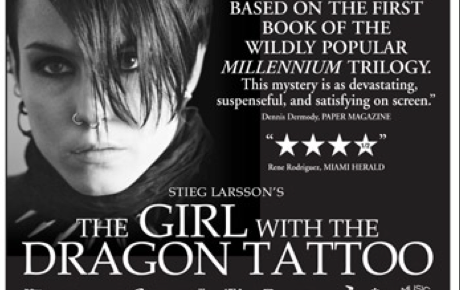 BASED ON THE FIRST
BOOK OF THE
WILDLY POPULAR
MILLENNIUM TRILOGY.
This mystery is as devastating,
suspenseful, and satisfying on screen.”
Dennis Dermody, PAPER MAGAZINE
“★★★
Rene Rodriguez, MIAMI HERALD
STIEG LARSSON'S
THE GIRL WITH THE
DRAGON TATTOO